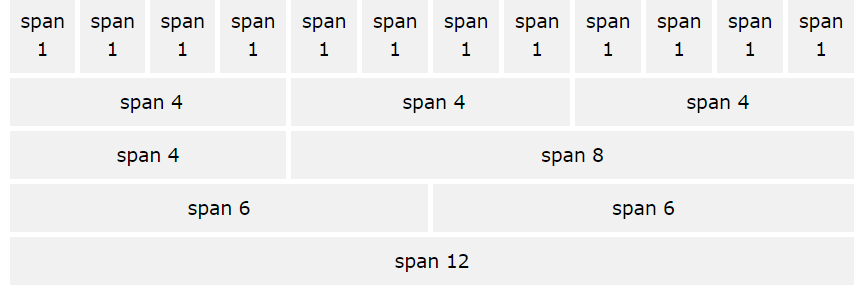 span span span span span span span span span span span span
1 1 1 1 1 1 1 1 1 1 1 1
span 4 span 4 span 4
span 4 span 8
span 6 span 6
span 12